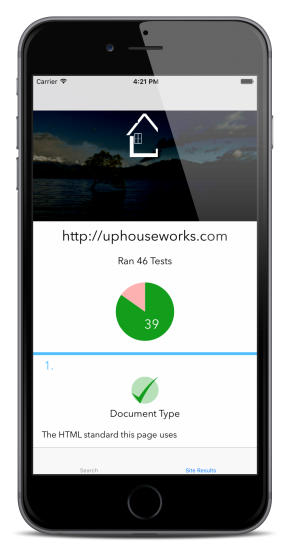 Carrier 4:21 PM
http://uphouseworks.com
Ran 46 Tests
39
1.
Document Type
The HTML standard this page uses
Search Site Results